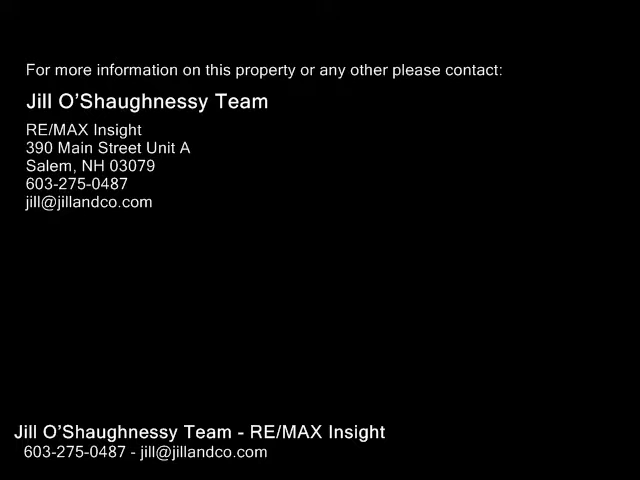 For more information on this property or any other please contact:
Jill O'Shaughnessy Team
RE/MAX Insight
390 Main Street Unit A
Salem, NH 03079
603-275-0487
jill@jillandco.com
Jill O'Shaughnessy Team - RE/MAX Insight
603-275-0487 - jill@jillandco.com